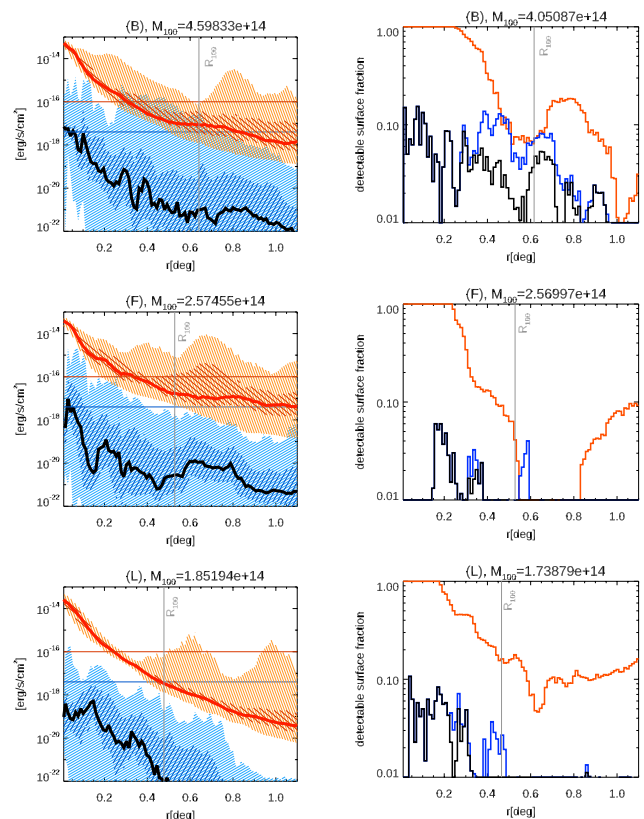 (B), M₁₀₀=4.59833e+14
R₁₀₀
[erg/s/cm²]
10⁻¹⁴
10⁻¹⁶
10⁻¹⁸
10⁻²⁹
10⁻²²
0.2 0.4 0.6 0.8 1.0
r[deg]
(B), M₁₀₀=4.05087e+14
R₁₀₀
detectable surface fraction
1.00
0.10
0.01
0.2 0.4 0.6 0.8 1.0
r[deg]
(F), M₁₀₀=2.57455e+14
R₁₀₀
[erg/s/cm²]
10⁻¹⁴
10⁻¹⁶
10⁻¹⁸
10⁻²⁹
10⁻²²
0.2 0.4 0.6 0.8 1.0
r[deg]
(F), M₁₀₀=2.56997e+14
R₁₀₀
detectable surface fraction
1.00
0.10
0.01
0.2 0.4 0.6 0.8 1.0
r[deg]
(L), M₁₀₀=1.85194e+14
R₁₀₀
[erg/s/cm²]
10⁻¹⁴
10⁻¹⁶
10⁻¹⁸
10⁻²⁹
10⁻²²
0.2 0.4 0.6 0.8 1.0
r[deg]
(L), M₁₀₀=1.73879e+14
R₁₀₀
detectable surface fraction
1.00
0.10
0.01
0.2 0.4 0.6 0.8 1.0
r[deg]